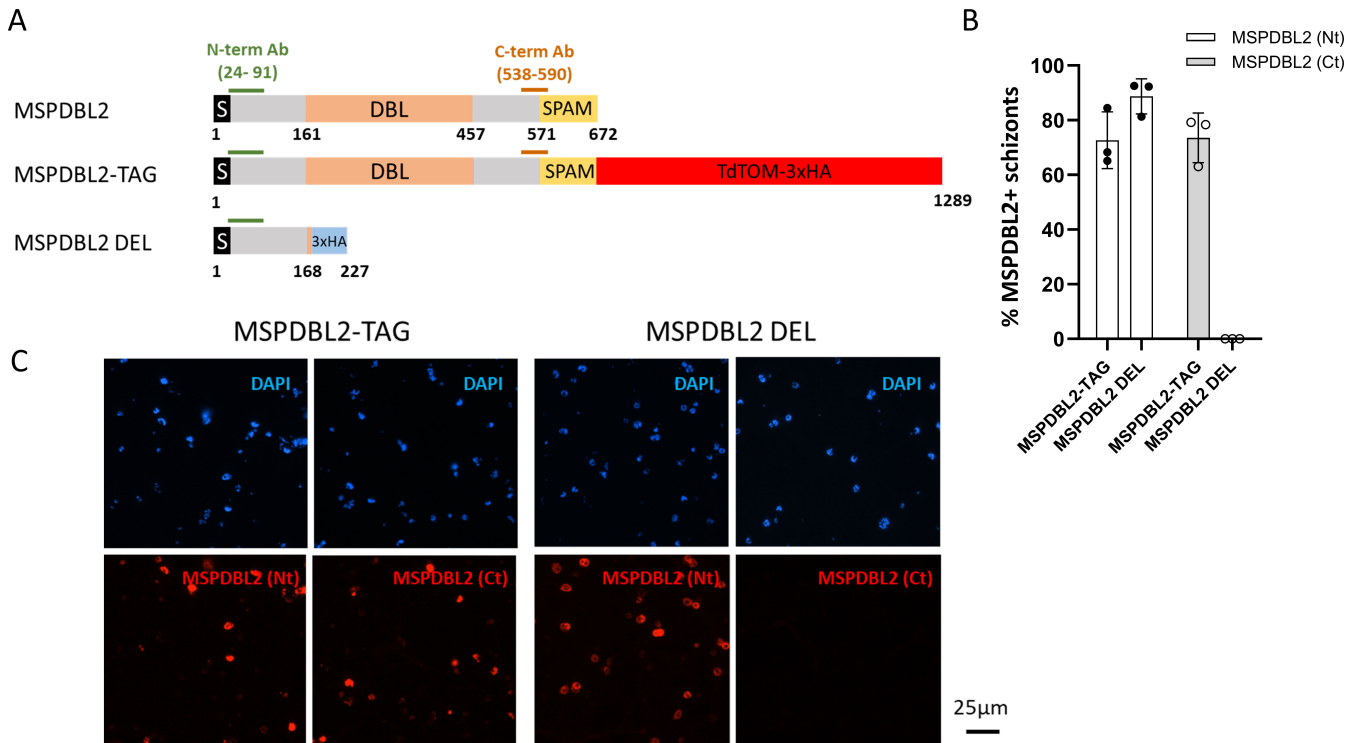 A
N-term Ab
(24- 91)
C-term Ab
(538-590)
MSPDBL2
S
DBL
SPAM
1
161
457
571
672
MSPDBL2-TAG
S
DBL
SPAM
TdTOM-3xHA
1
1289
MSPDBL2 DEL
S
3xHA
1
168
227
B
MSPDBL2 (Nt)
MSPDBL2 (Ct)
% MSPDBL2+ schizonts
100
80
60
40
20
0
MSPDBL2-TAG
MSPDBL2 DEL
MSPDBL2-TAG
MSPDBL2 DEL
C
MSPDBL2-TAG
MSPDBL2 DEL
DAPI
DAPI
DAPI
DAPI
MSPDBL2 (Nt)
MSPDBL2 (Ct)
MSPDBL2 (Nt)
MSPDBL2 (Ct)
25µm